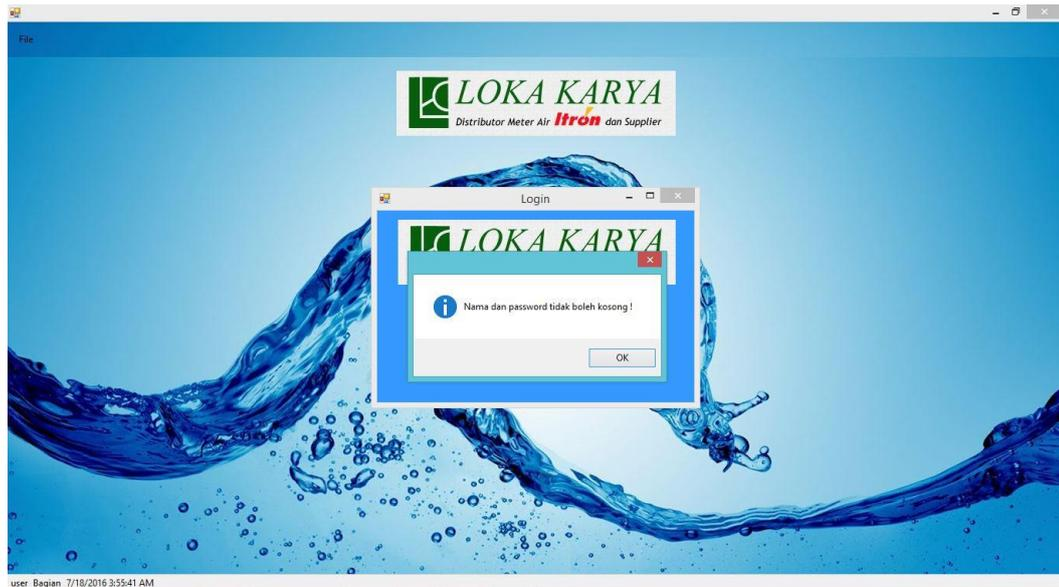 File
LOKA KARYA
Distributor Meter Air Itrón dan Supplier
Login
LOKA KARYA
Nama dan password tidak boleh kosong !
OK
user Bagian 7/18/2016 3:55:41 AM